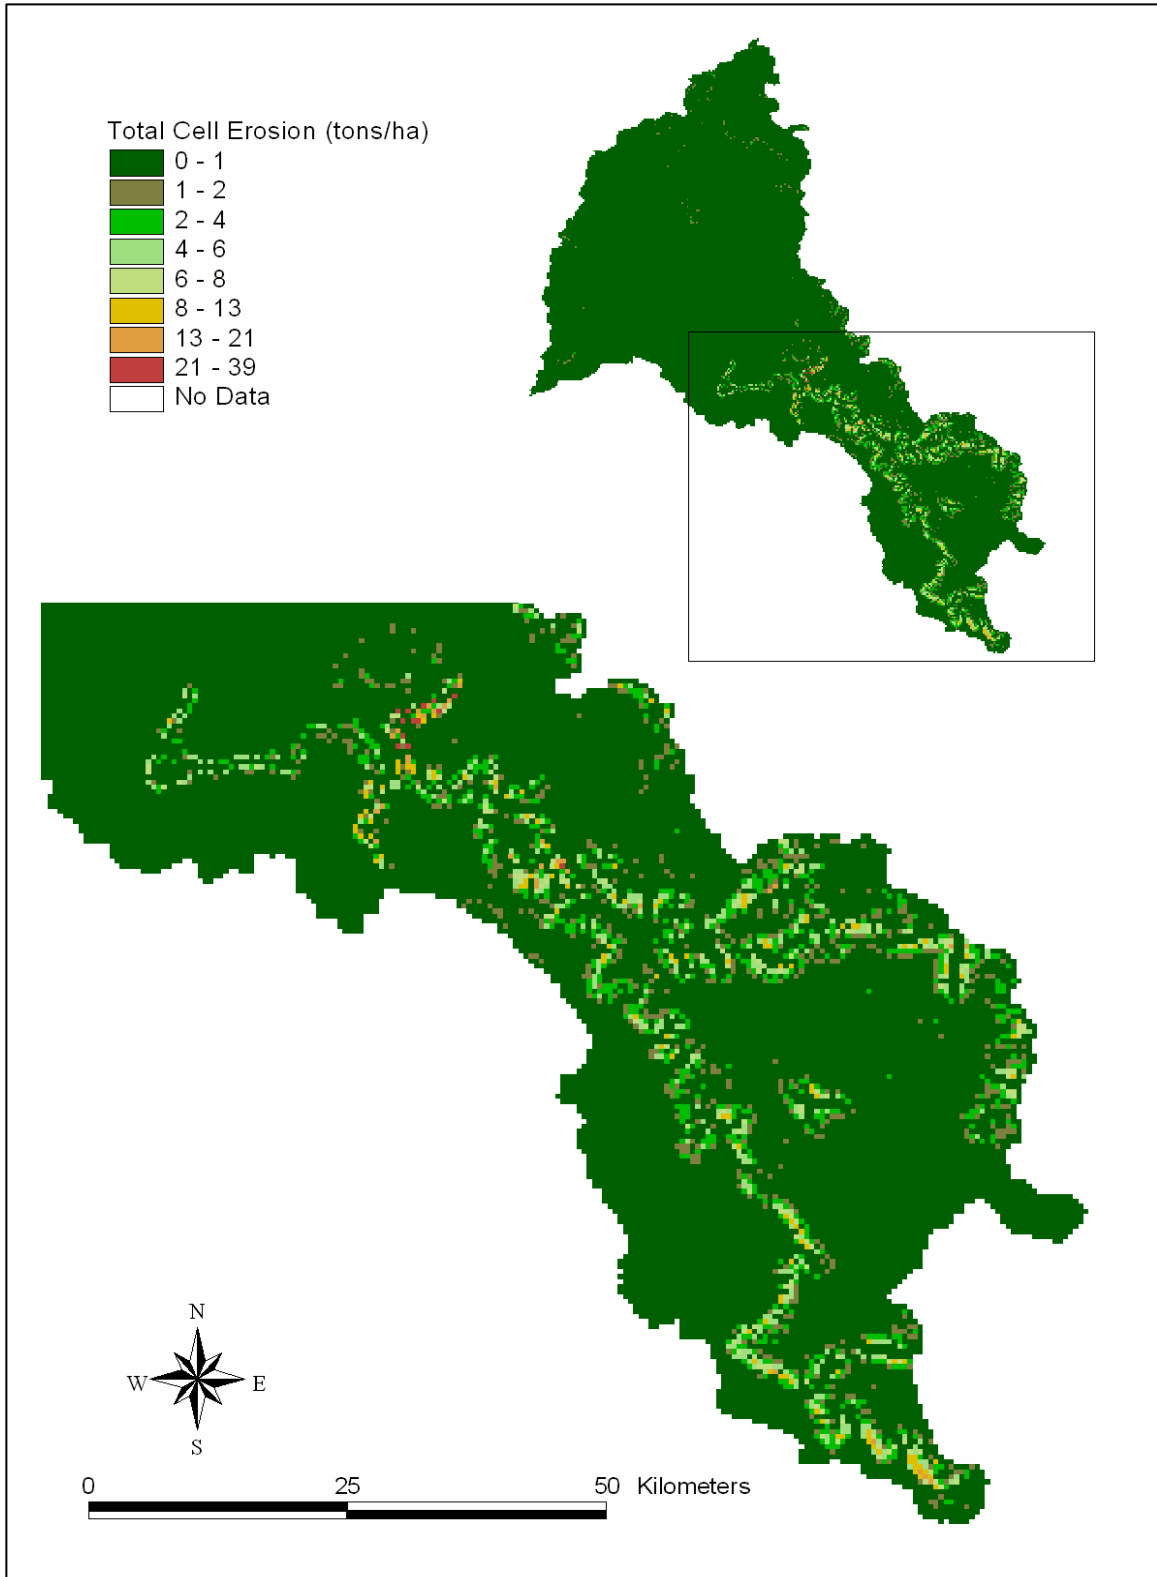 Total Cell Erosion (tons/ha)
0 - 1
1 - 2
2 - 4
4 - 6
6 - 8
8 - 13
13 - 21
21 - 39
No Data
N
W E
S
0 25 50 Kilometers